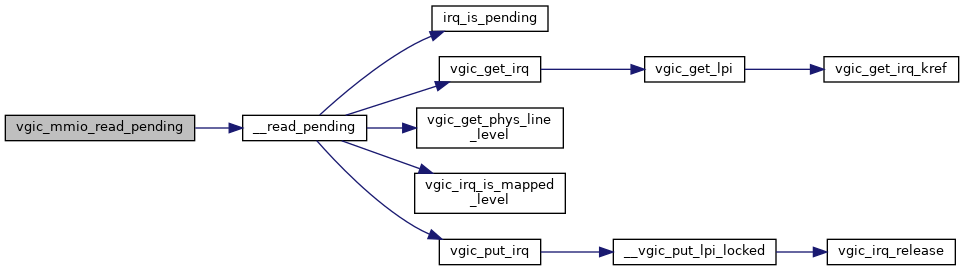 irq_is_pending
vgic_get_irq
vgic_get_lpi
vgic_get_irq_kref
vgic_mmio_read_pending
__read_pending
vgic_get_phys_line
_level
vgic_irq_is_mapped
_level
vgic_put_irq
__vgic_put_lpi_locked
vgic_irq_release